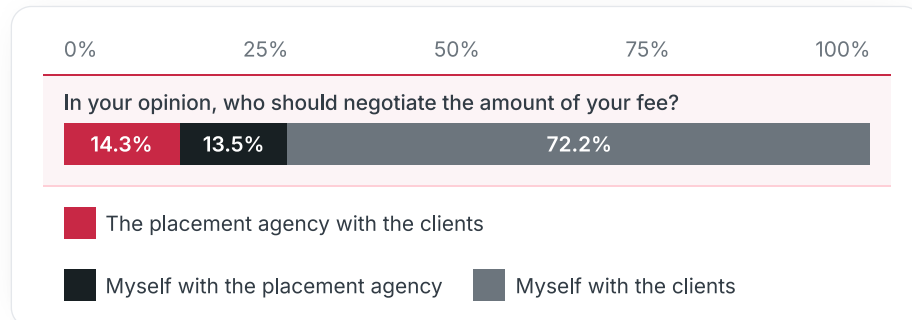 0% 25% 50% 75% 100%
In your opinion, who should negotiate the amount of your fee?
14.3% 13.5% 72.2%
The placement agency with the clients
Myself with the placement agency Myself with the clients